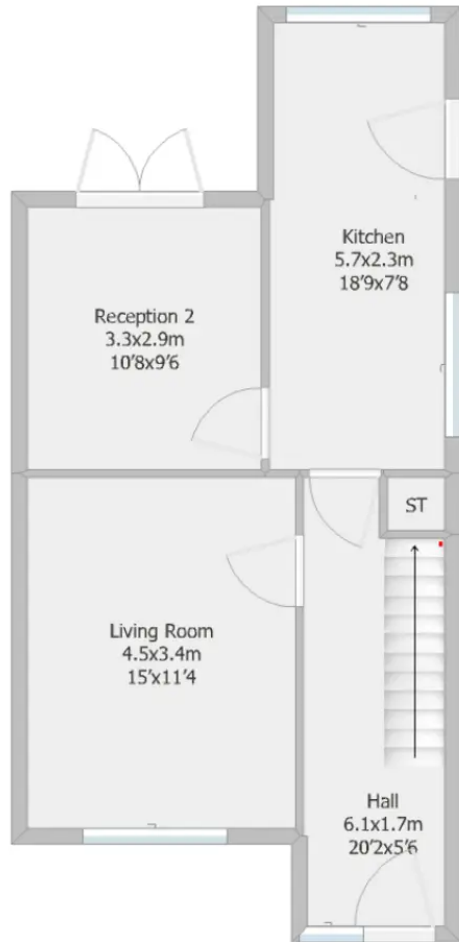 Kitchen
5.7x2.3m
18'9x7'8
Reception 2
3.3x2.9m
10'8x9'6
ST
Living Room
4.5x3.4m
15'x11'4
Hall
6.1x1.7m
20'2x5'6